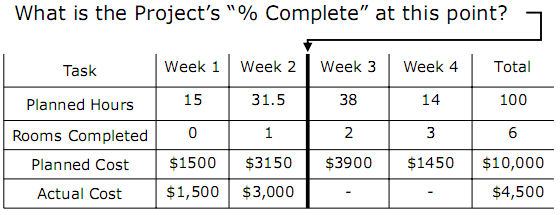 What is the Project's "% Complete" at this point?
Task Week 1 Week 2 Week 3 Week 4 Total
Planned Hours 15 31.5 38 14 100
Rooms Completed 0 1 2 3 6
Planned Cost $1500 $3150 $3900 $1450 $10,000
Actual Cost $1,500 $3,000 - - $4,500